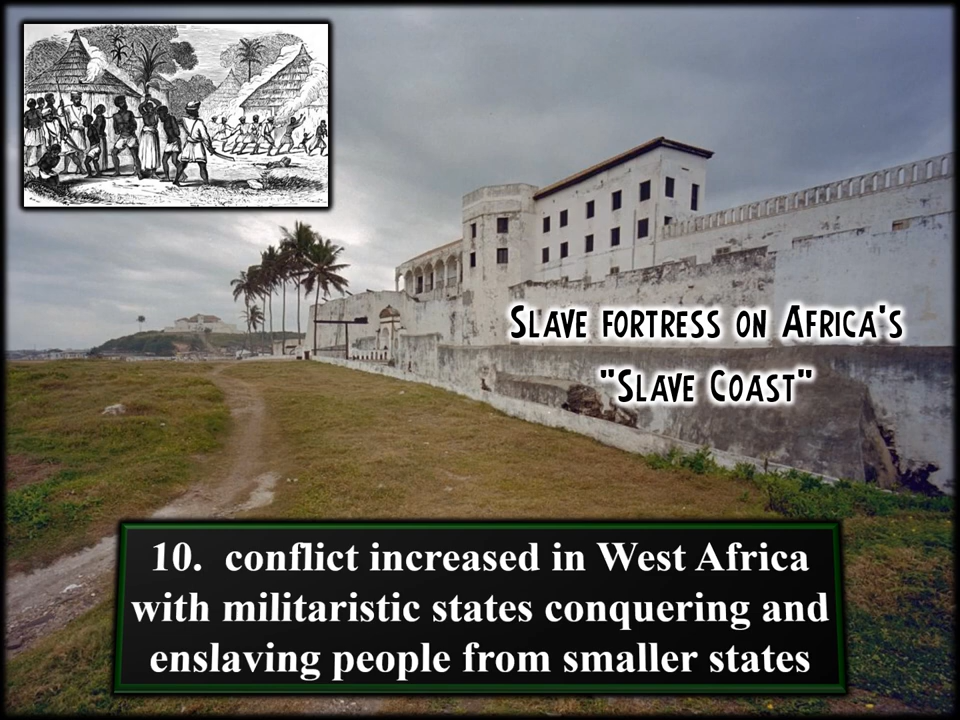 Slave fortress on Africa's
"Slave Coast"
10. conflict increased in West Africa
with militaristic states conquering and
enslaving people from smaller states